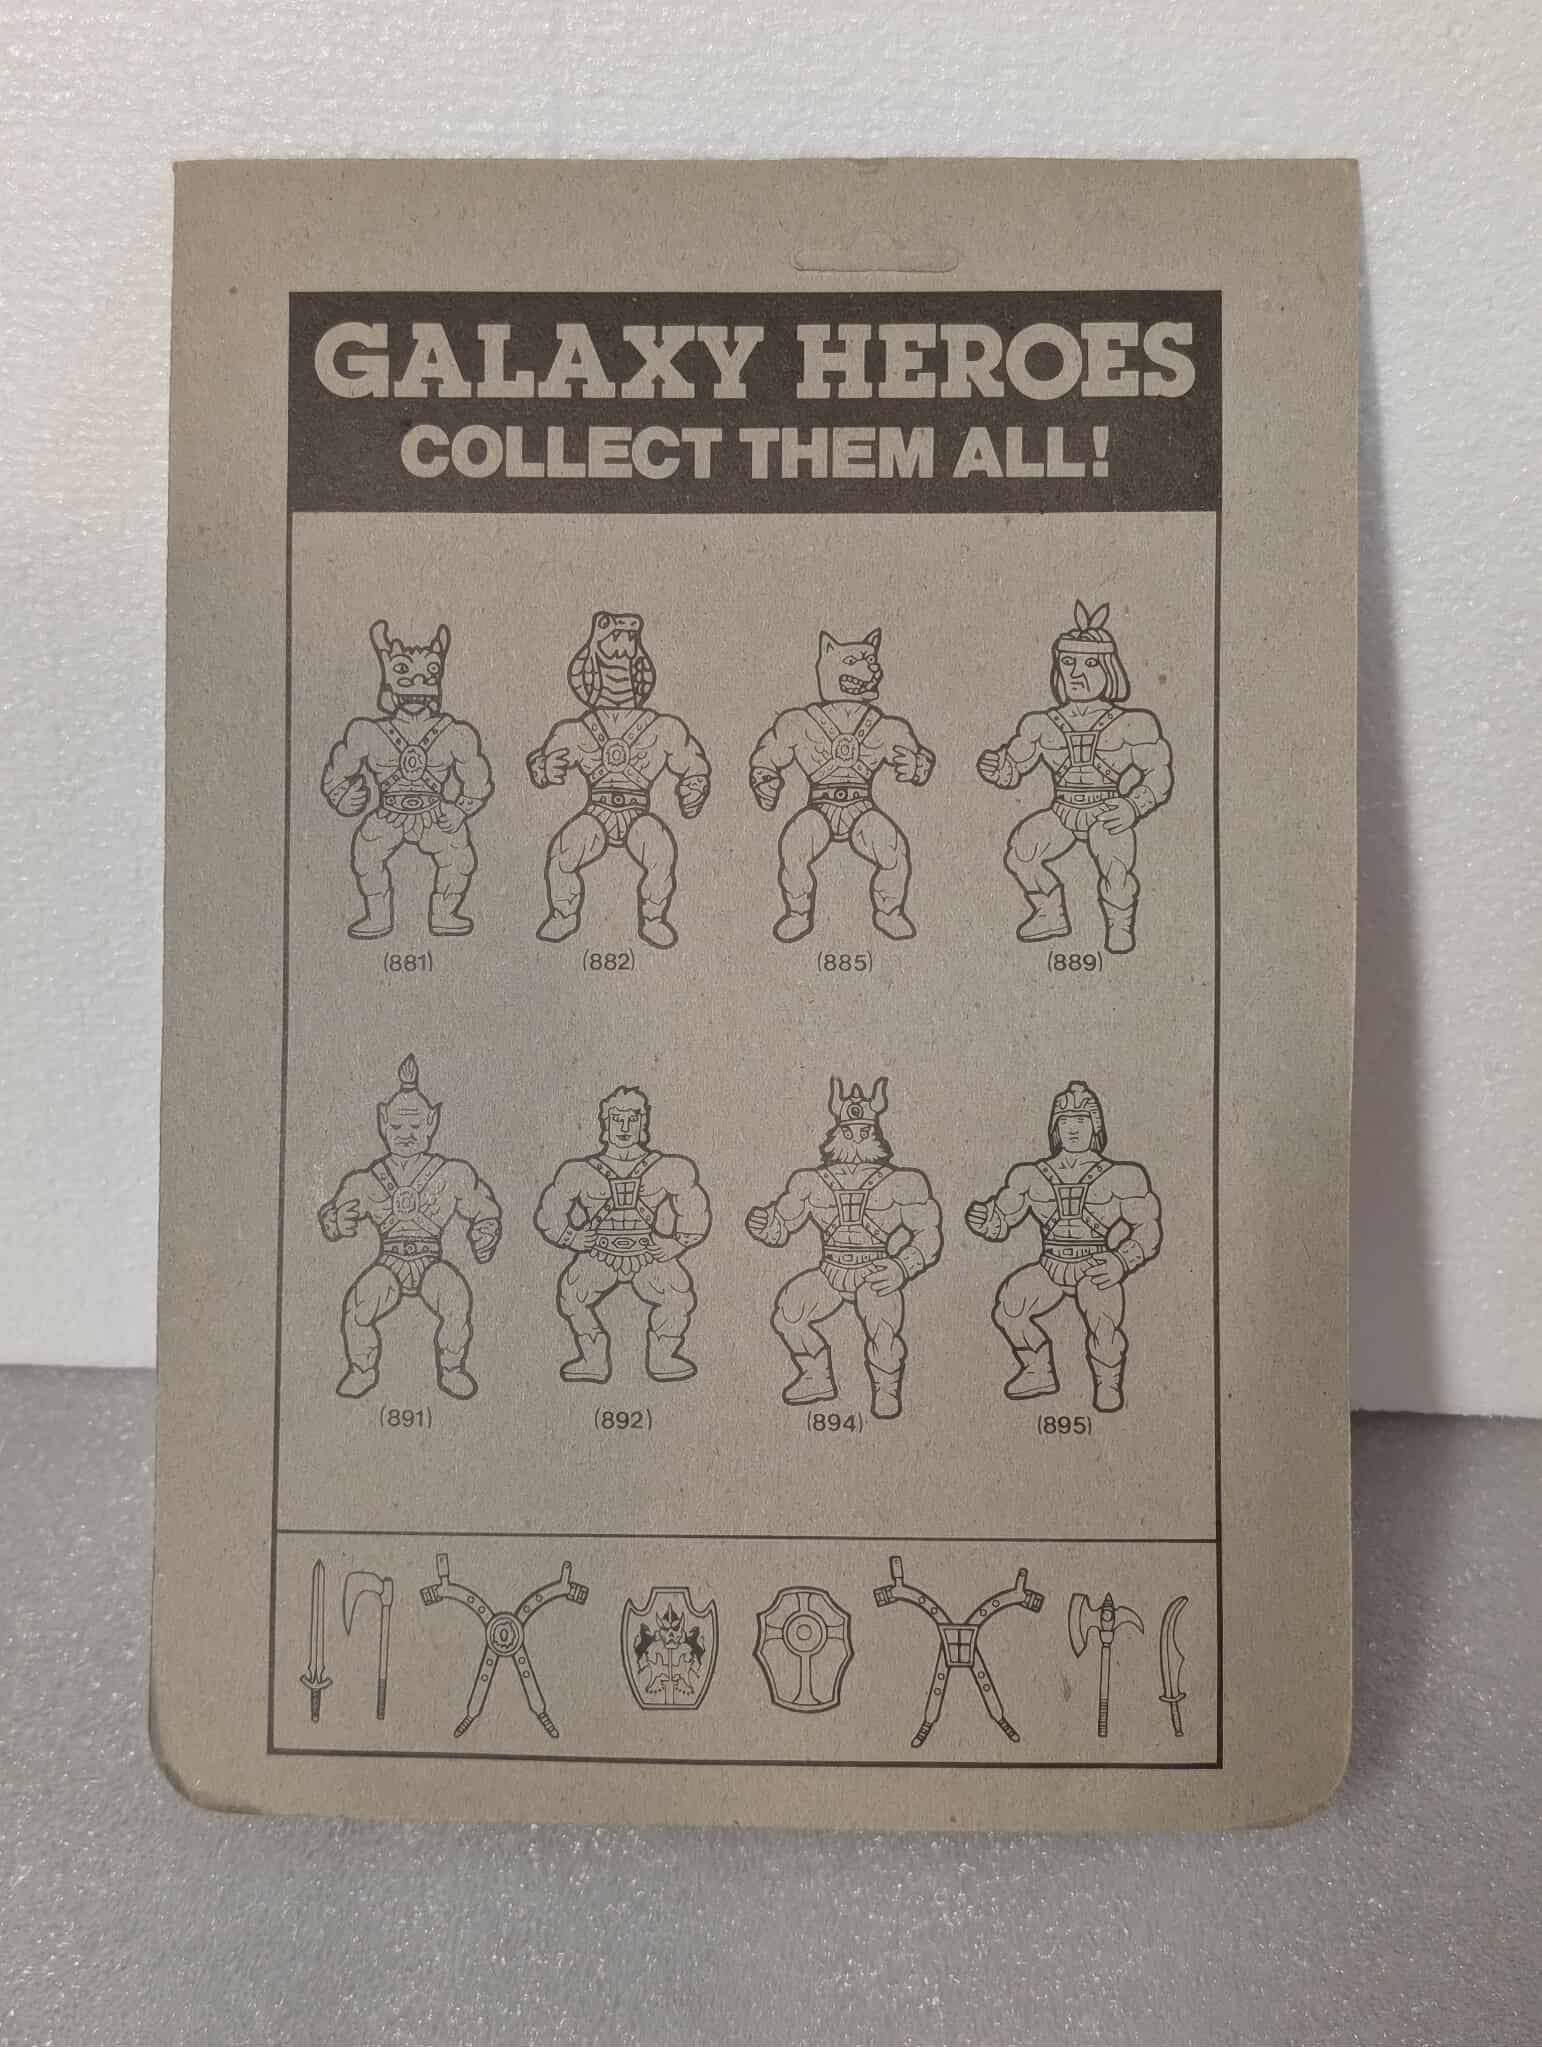 GALAXY HEROES
COLLECT THEM ALL!
(881) (882) (885) (889)
(891) (892) (894) (895)